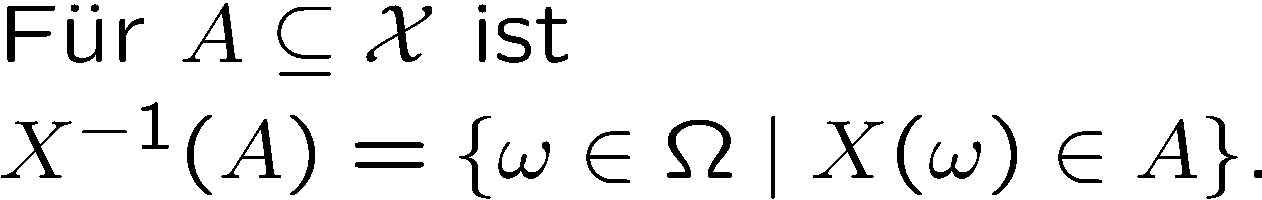 Für A ⊆ 𝒳 ist
X⁻¹(A) = {ω ∈ Ω | X(ω) ∈ A}.